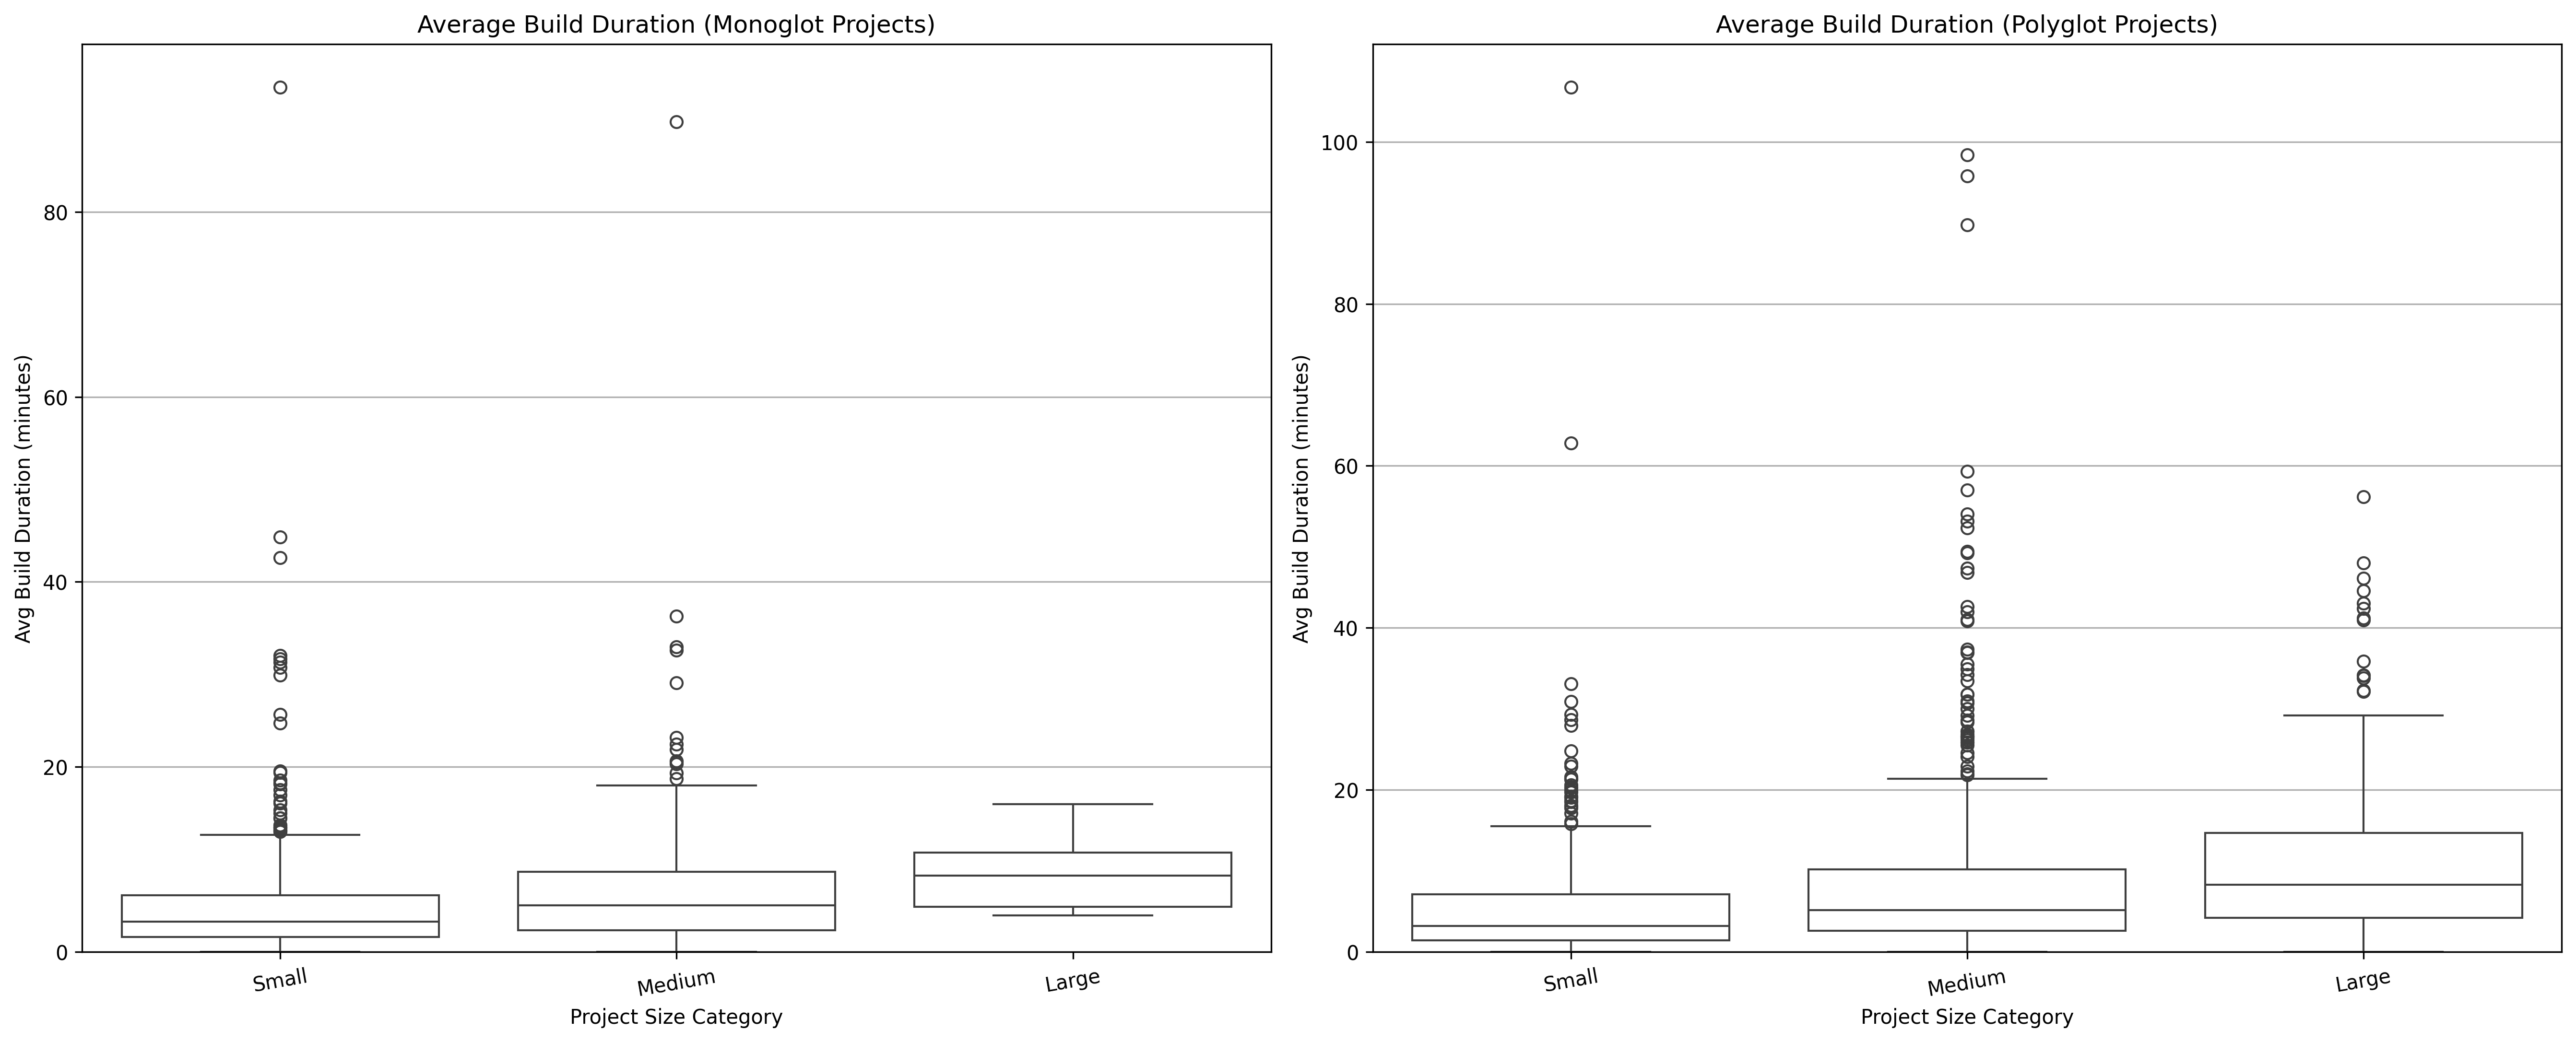 Average Build Duration (Monoglot Projects)
Avg Build Duration (minutes)
80
60
40
20
0
Small
Medium
Large
Project Size Category
Average Build Duration (Polyglot Projects)
Avg Build Duration (minutes)
100
80
60
40
20
0
Small
Medium
Large
Project Size Category